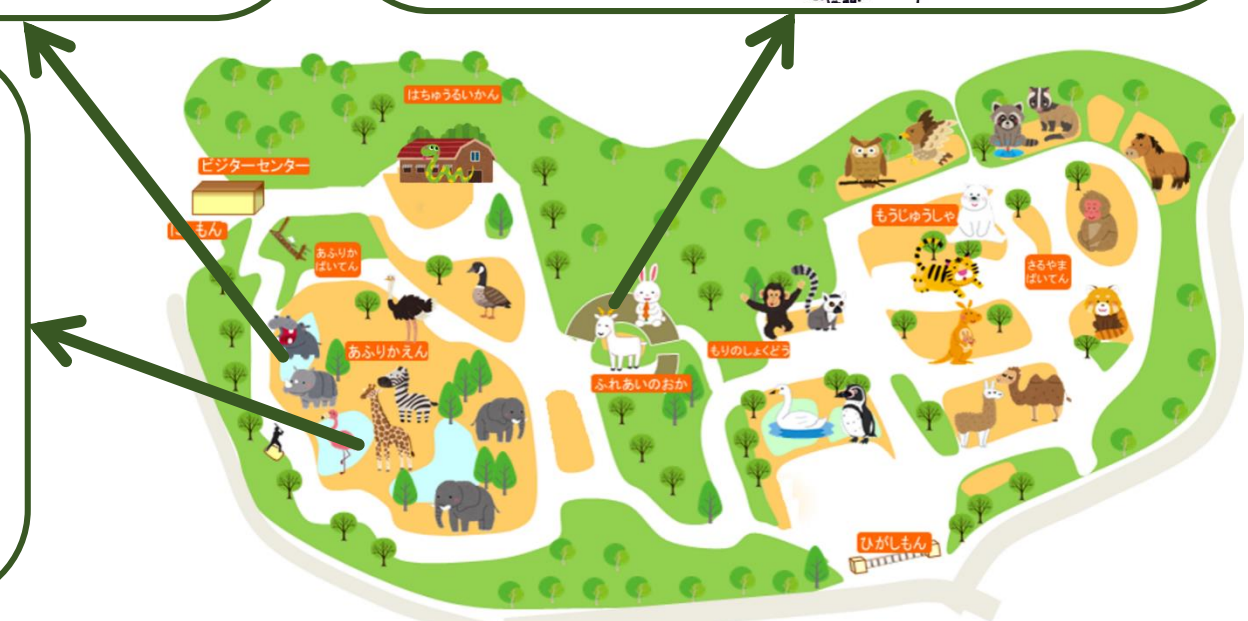 はちゅうるいかん
ビジターセンター
もん
あふりか
ばいてん
もうじゅうしゃ
さるやま
ばいてん
あふりかえん
もりのしょくどう
ふれあいのおか
ひがしもん